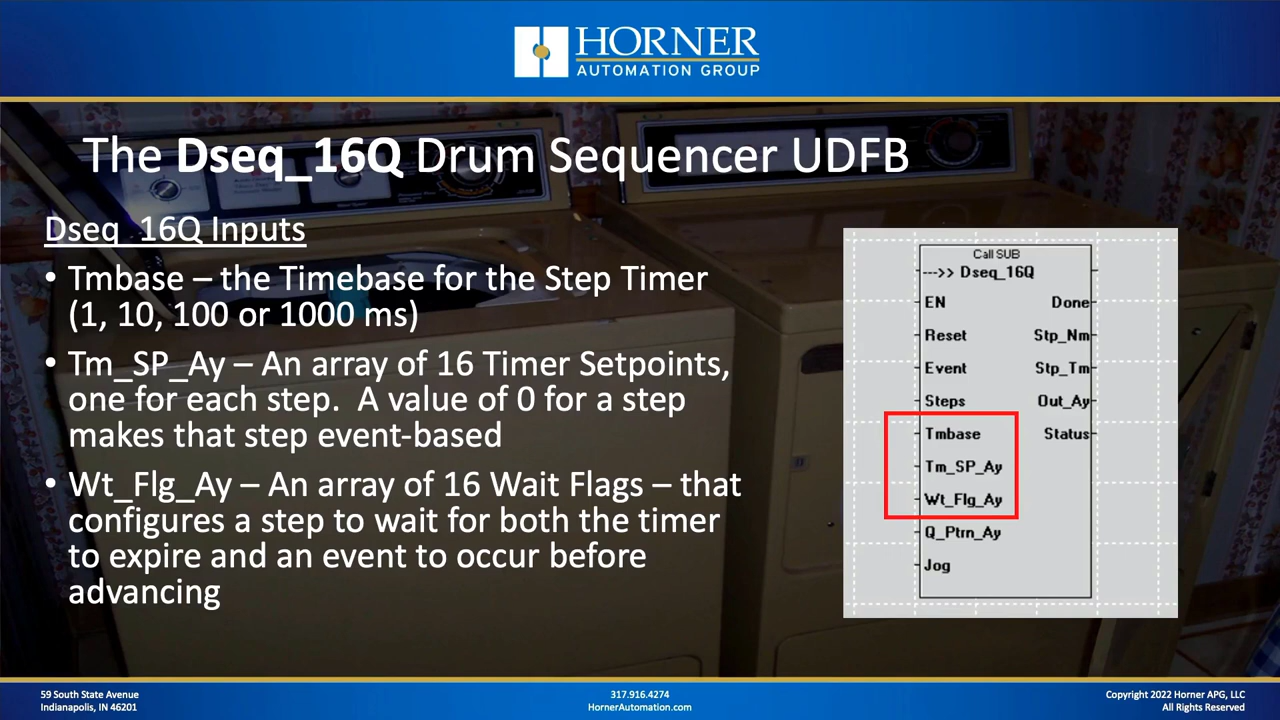 HORNER
AUTOMATION GROUP
The Dseq_16Q Drum Sequencer UDFB
Dseq_16Q Inputs
• Tmbase – the Timebase for the Step Timer
(1, 10, 100 or 1000 ms)
• Tm_SP_Ay – An array of 16 Timer Setpoints,
one for each step. A value of 0 for a step
makes that step event-based
• Wt_Flg_Ay – An array of 16 Wait Flags – that
configures a step to wait for both the timer
to expire and an event to occur before
advancing
Call SUB
--->> Dseq_16Q
EN Done
Reset Stp_Nm
Event Stp_Tm
Steps Out_Ay
Tmbase Status
Tm_SP_Ay
Wt_Flg_Ay
Q_Ptrn_Ay
Jog
59 South State Avenue
Indianapolis, IN 46201
317.916.4274
HornerAutomation.com
Copyright 2022 Horner APG, LLC
All Rights Reserved